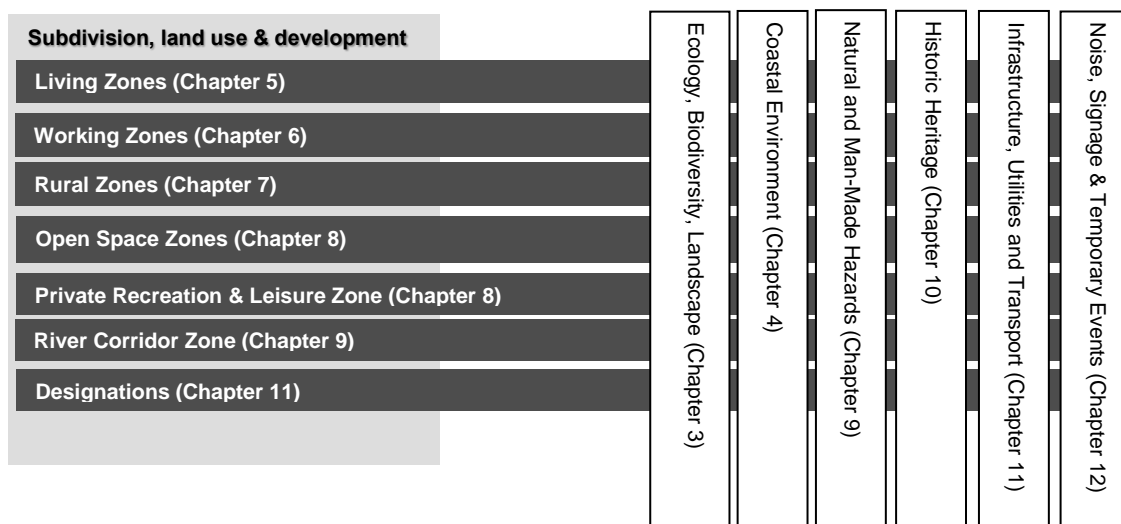 Subdivision, land use & development
Living Zones (Chapter 5)
Working Zones (Chapter 6)
Rural Zones (Chapter 7)
Open Space Zones (Chapter 8)
Private Recreation & Leisure Zone (Chapter 8)
River Corridor Zone (Chapter 9)
Designations (Chapter 11)
Ecology, Biodiversity, Landscape (Chapter 3)
Coastal Environment (Chapter 4)
Natural and Man-Made Hazards (Chapter 9)
Historic Heritage (Chapter 10)
Infrastructure, Utilities and Transport (Chapter 11)
Noise, Signage & Temporary Events (Chapter 12)